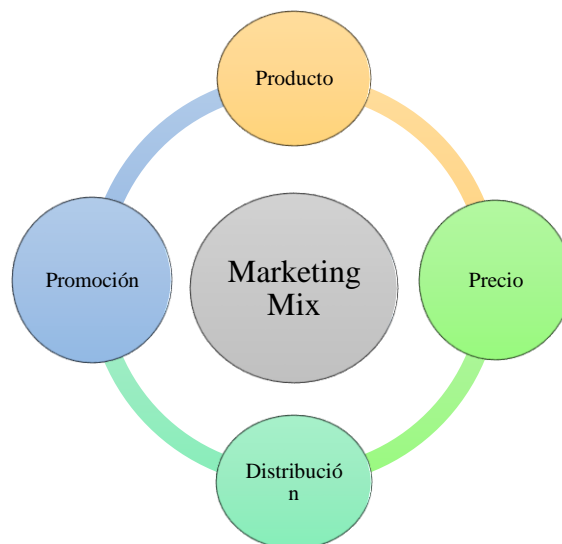 Producto
Promoción
Marketing
Mix
Precio
Distribució
n